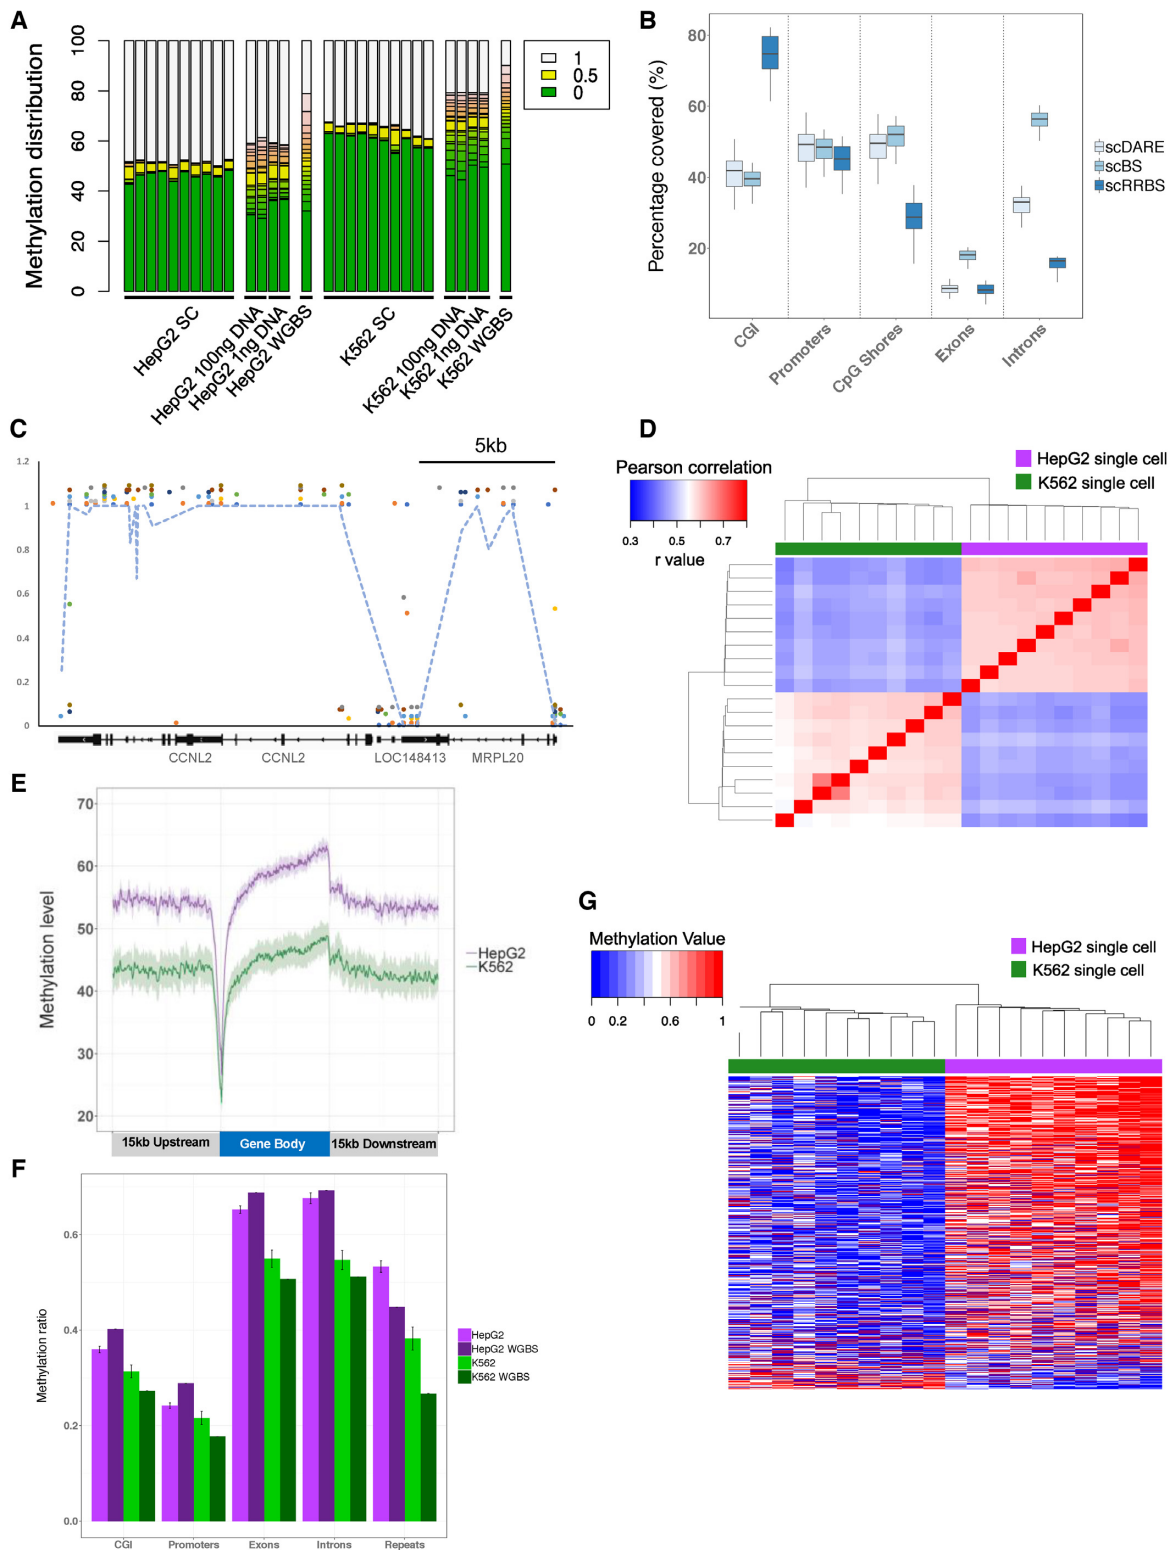 A
Methylation distribution
100
80
60
40
20
0
1
0.5
0
HepG2 SC
HepG2 100ng DNA
HepG2 1ng DNA
HepG2 WGBS
K562 SC
K562 100ng DNA
K562 1ng DNA
K562 WGBS
B
Percentage covered (%)
80
60
40
20
CGI
Promoters
CpG Shores
Exons
Introns
scDARE
scBS
scRRBS
C
5kb
1.2
1
0.8
0.6
0.4
0.2
0
CCNL2
CCNL2
LOC148413
MRPL20
D
Pearson correlation
0.3
0.5
0.7
r value
HepG2 single cell
K562 single cell
E
Methylation level
70
60
50
40
30
20
HepG2
K562
15kb Upstream
Gene Body
15kb Downstream
F
Methylation ratio
0.6
0.4
0.2
0.0
CGI
Promoters
Exons
Introns
Repeats
HepG2
HepG2 WGBS
K562
K562 WGBS
G
Methylation Value
0
0.2
0.6
1
HepG2 single cell
K562 single cell